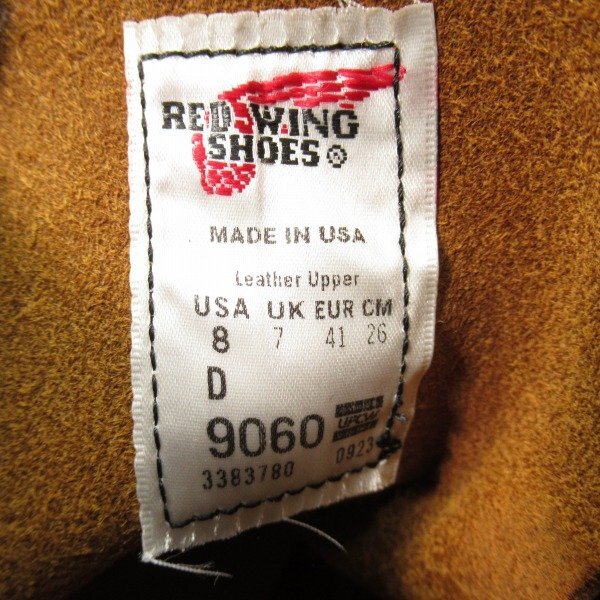 RED WING
SHOES®
MADE IN USA
Leather Upper
USA UK EUR CM
8 7 41 26
D
9060
3383780 0923